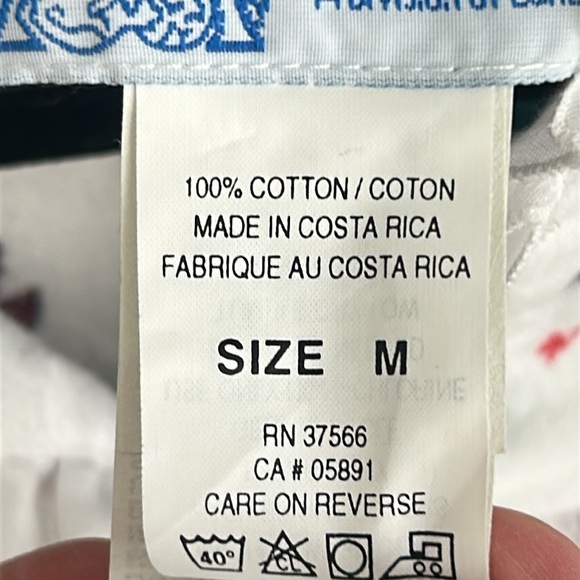 100% COTTON / COTON
MADE IN COSTA RICA
FABRIQUE AU COSTA RICA
SIZE M
RN 37566
CA # 05891
CARE ON REVERSE
40° CL